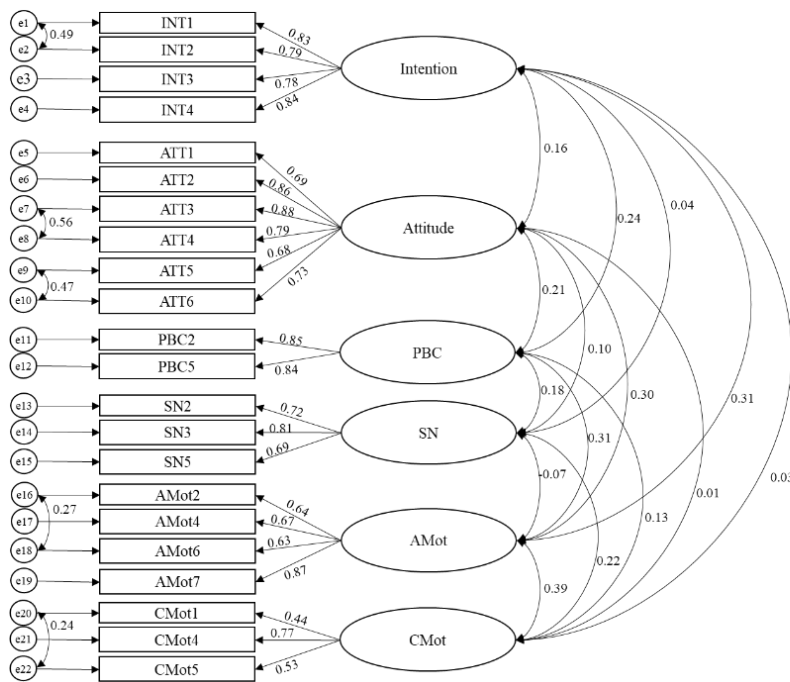 e1 INT1 0.83
0.49
e2 INT2 0.79
Intention
e3 INT3 0.78
e4 INT4 0.84
e5 ATT1 0.69
0.16
e6 ATT2 0.86
e7 ATT3 0.88
0.24 0.04
0.56
Attitude
e8 ATT4 0.79
e9 ATT5 0.68
0.47
e10 ATT6 0.73
0.21
e11 PBC2 0.85
0.10
PBC
e12 PBC5 0.84
0.18 0.30 0.31
e13 SN2 0.72
e14 SN3 0.81
SN
0.31
e15 SN5 0.69
-0.07
e16 AMot2 0.64
0.27
0.01 0.03
e17 AMot4 0.67
0.13
e18 AMot6 0.63
AMot
0.22
e19 AMot7 0.87
0.39
e20 CMot1 0.44
0.24
e21 CMot4 0.77
CMot
e22 CMot5 0.53